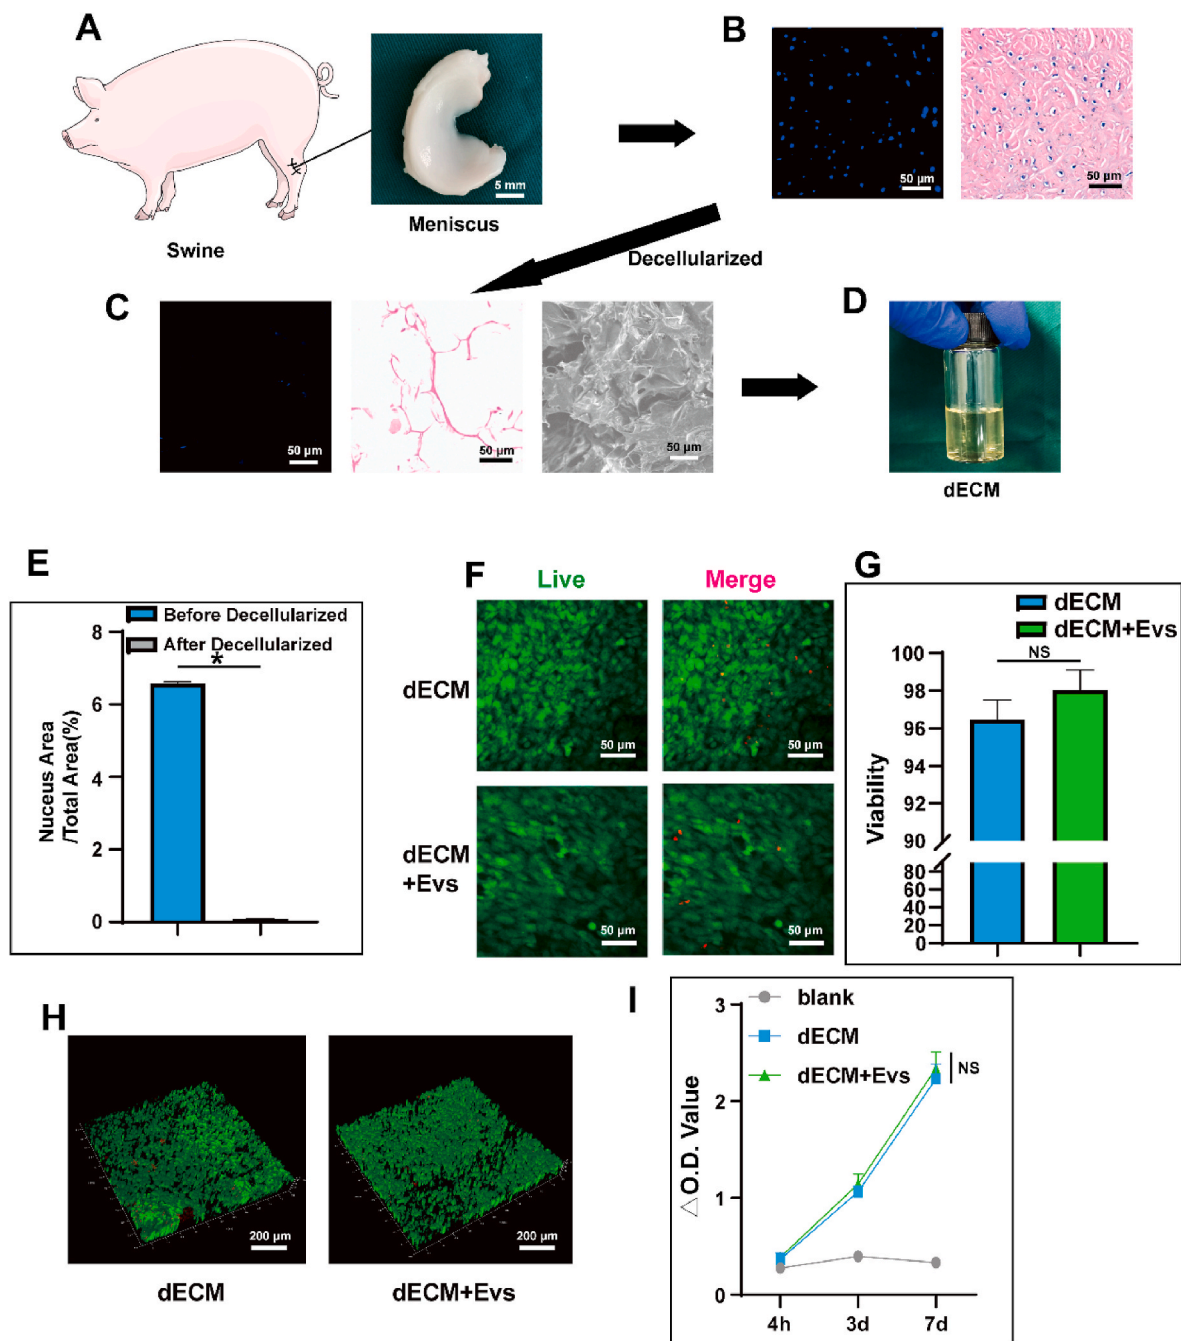 A
Swine
5 mm
Meniscus
B
50 μm
50 μm
Decellularized
C
50 μm
50 μm
50 μm
D
dECM
E
Before Decellularized
After Decellularized
*
Nuceus Area
/Total Area(%)
8
6
4
2
0
F
Live
Merge
dECM
50 μm
50 μm
dECM
+Evs
50 μm
50 μm
G
dECM
dECM+Evs
NS
Viability
100
98
96
94
92
90
80
60
40
20
0
H
200 μm
200 μm
dECM
dECM+Evs
I
blank
dECM
dECM+Evs
NS
△O.D. Value
3
2
1
0
4h
3d
7d